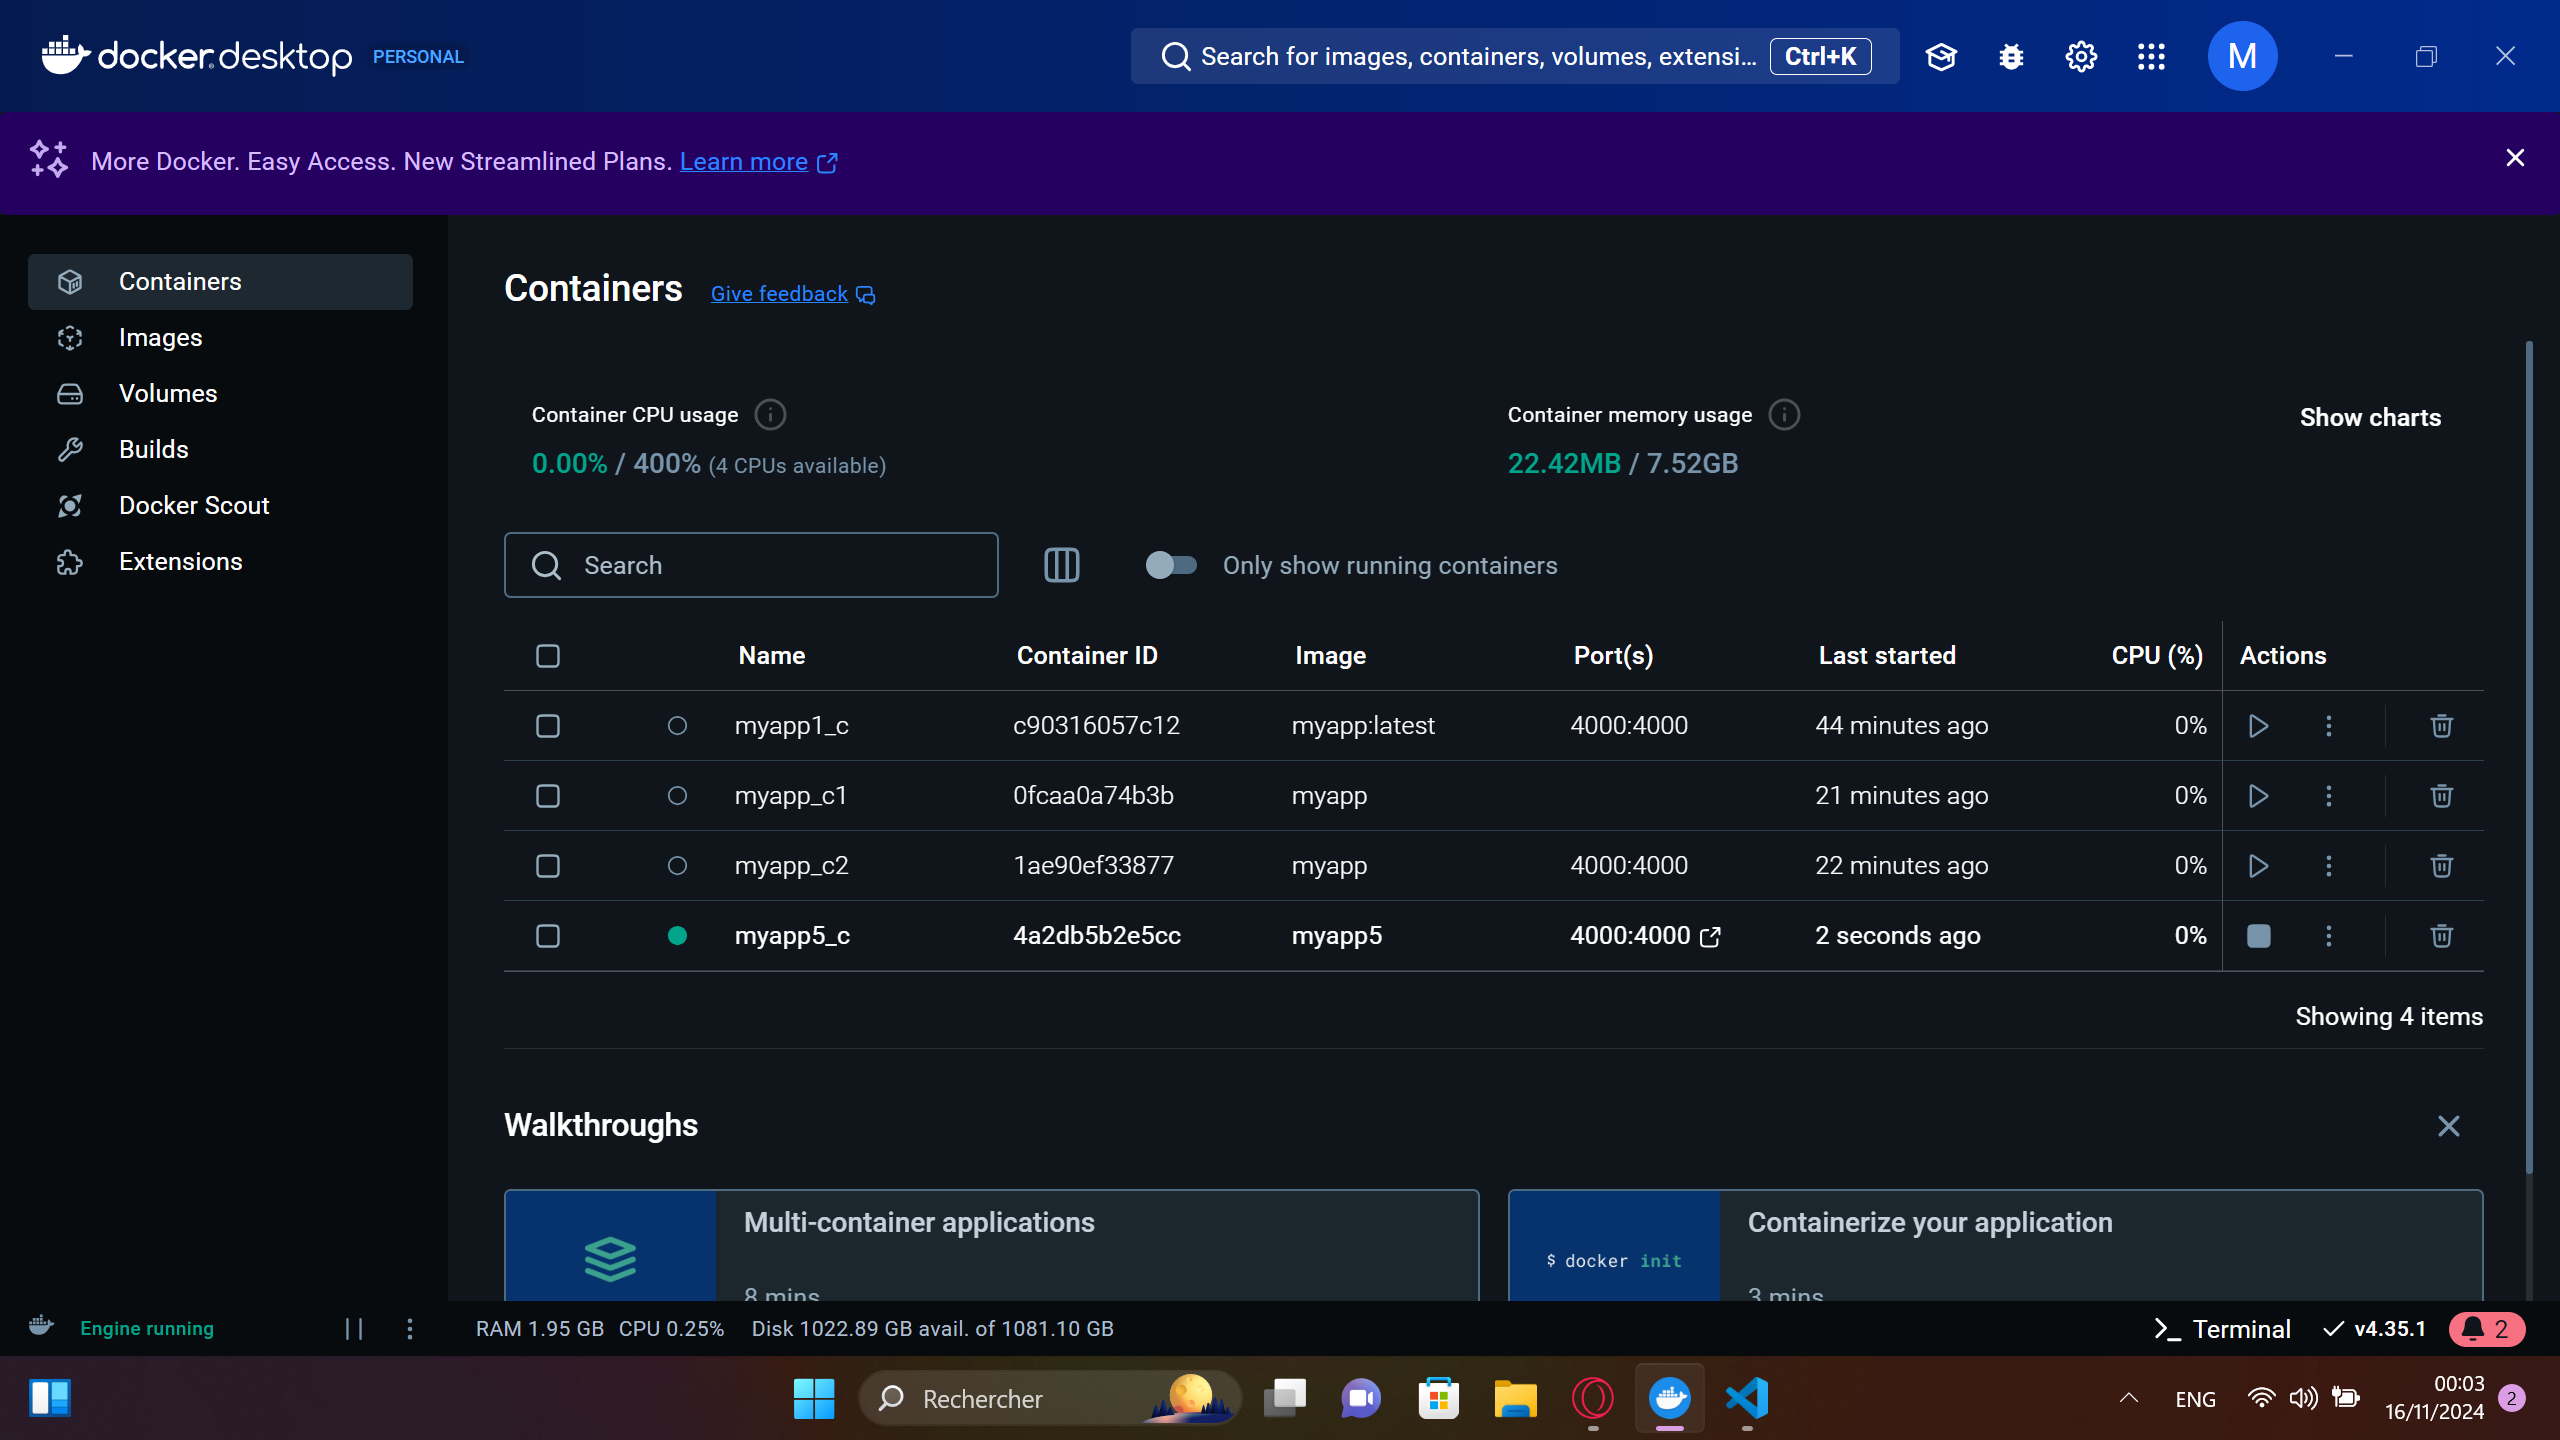 docker desktop PERSONAL
Search for images, containers, volumes, extensi... Ctrl+K
M
More Docker. Easy Access. New Streamlined Plans. Learn more
Containers
Images
Volumes
Builds
Docker Scout
Extensions
Containers Give feedback
Container CPU usage
0.00% / 400% (4 CPUs available)
Container memory usage
22.42MB / 7.52GB
Show charts
Search
Only show running containers
Name Container ID Image Port(s) Last started CPU (%) Actions
myapp1_c c90316057c12 myapp:latest 4000:4000 44 minutes ago 0%
myapp_c1 0fcaa0a74b3b myapp 21 minutes ago 0%
myapp_c2 1ae90ef33877 myapp 4000:4000 22 minutes ago 0%
myapp5_c 4a2db5b2e5cc myapp5 4000:4000 2 seconds ago 0%
Showing 4 items
Walkthroughs
Multi-container applications
8 mins
$ docker init
Containerize your application
3 mins
Engine running
RAM 1.95 GB CPU 0.25% Disk 1022.89 GB avail. of 1081.10 GB
Terminal v4.35.1 2
Rechercher
ENG
00:03
16/11/2024
2